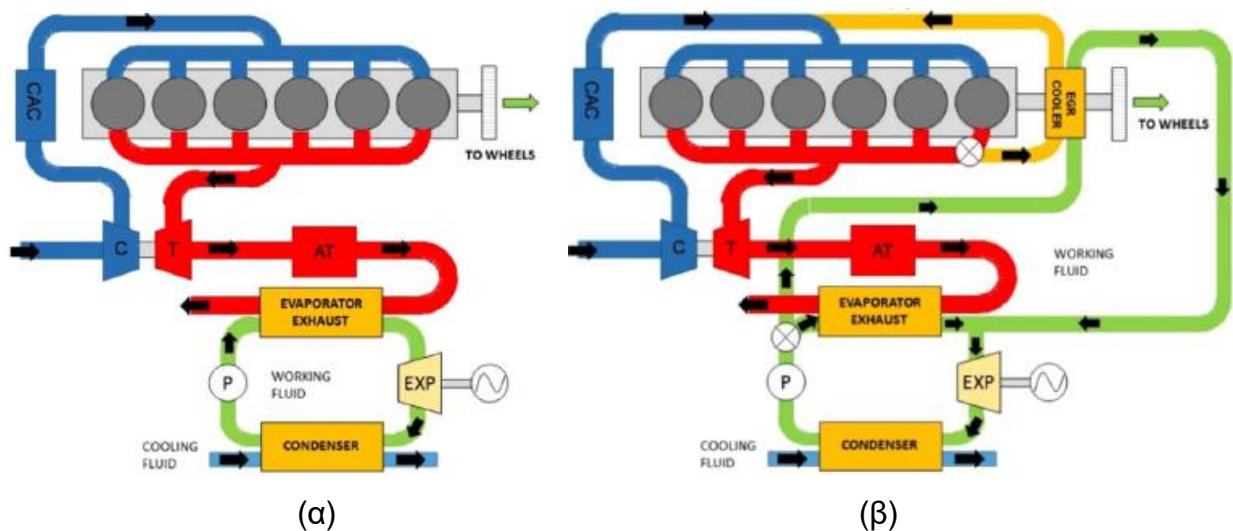 CAC
TO WHEELS
C
T
AT
EVAPORATOR
EXHAUST
P
WORKING
FLUID
EXP
COOLING
FLUID
CONDENSER
(α)
CAC
EGR
COOLER
TO WHEELS
C
T
AT
WORKING
FLUID
EVAPORATOR
EXHAUST
P
EXP
COOLING
FLUID
CONDENSER
(β)